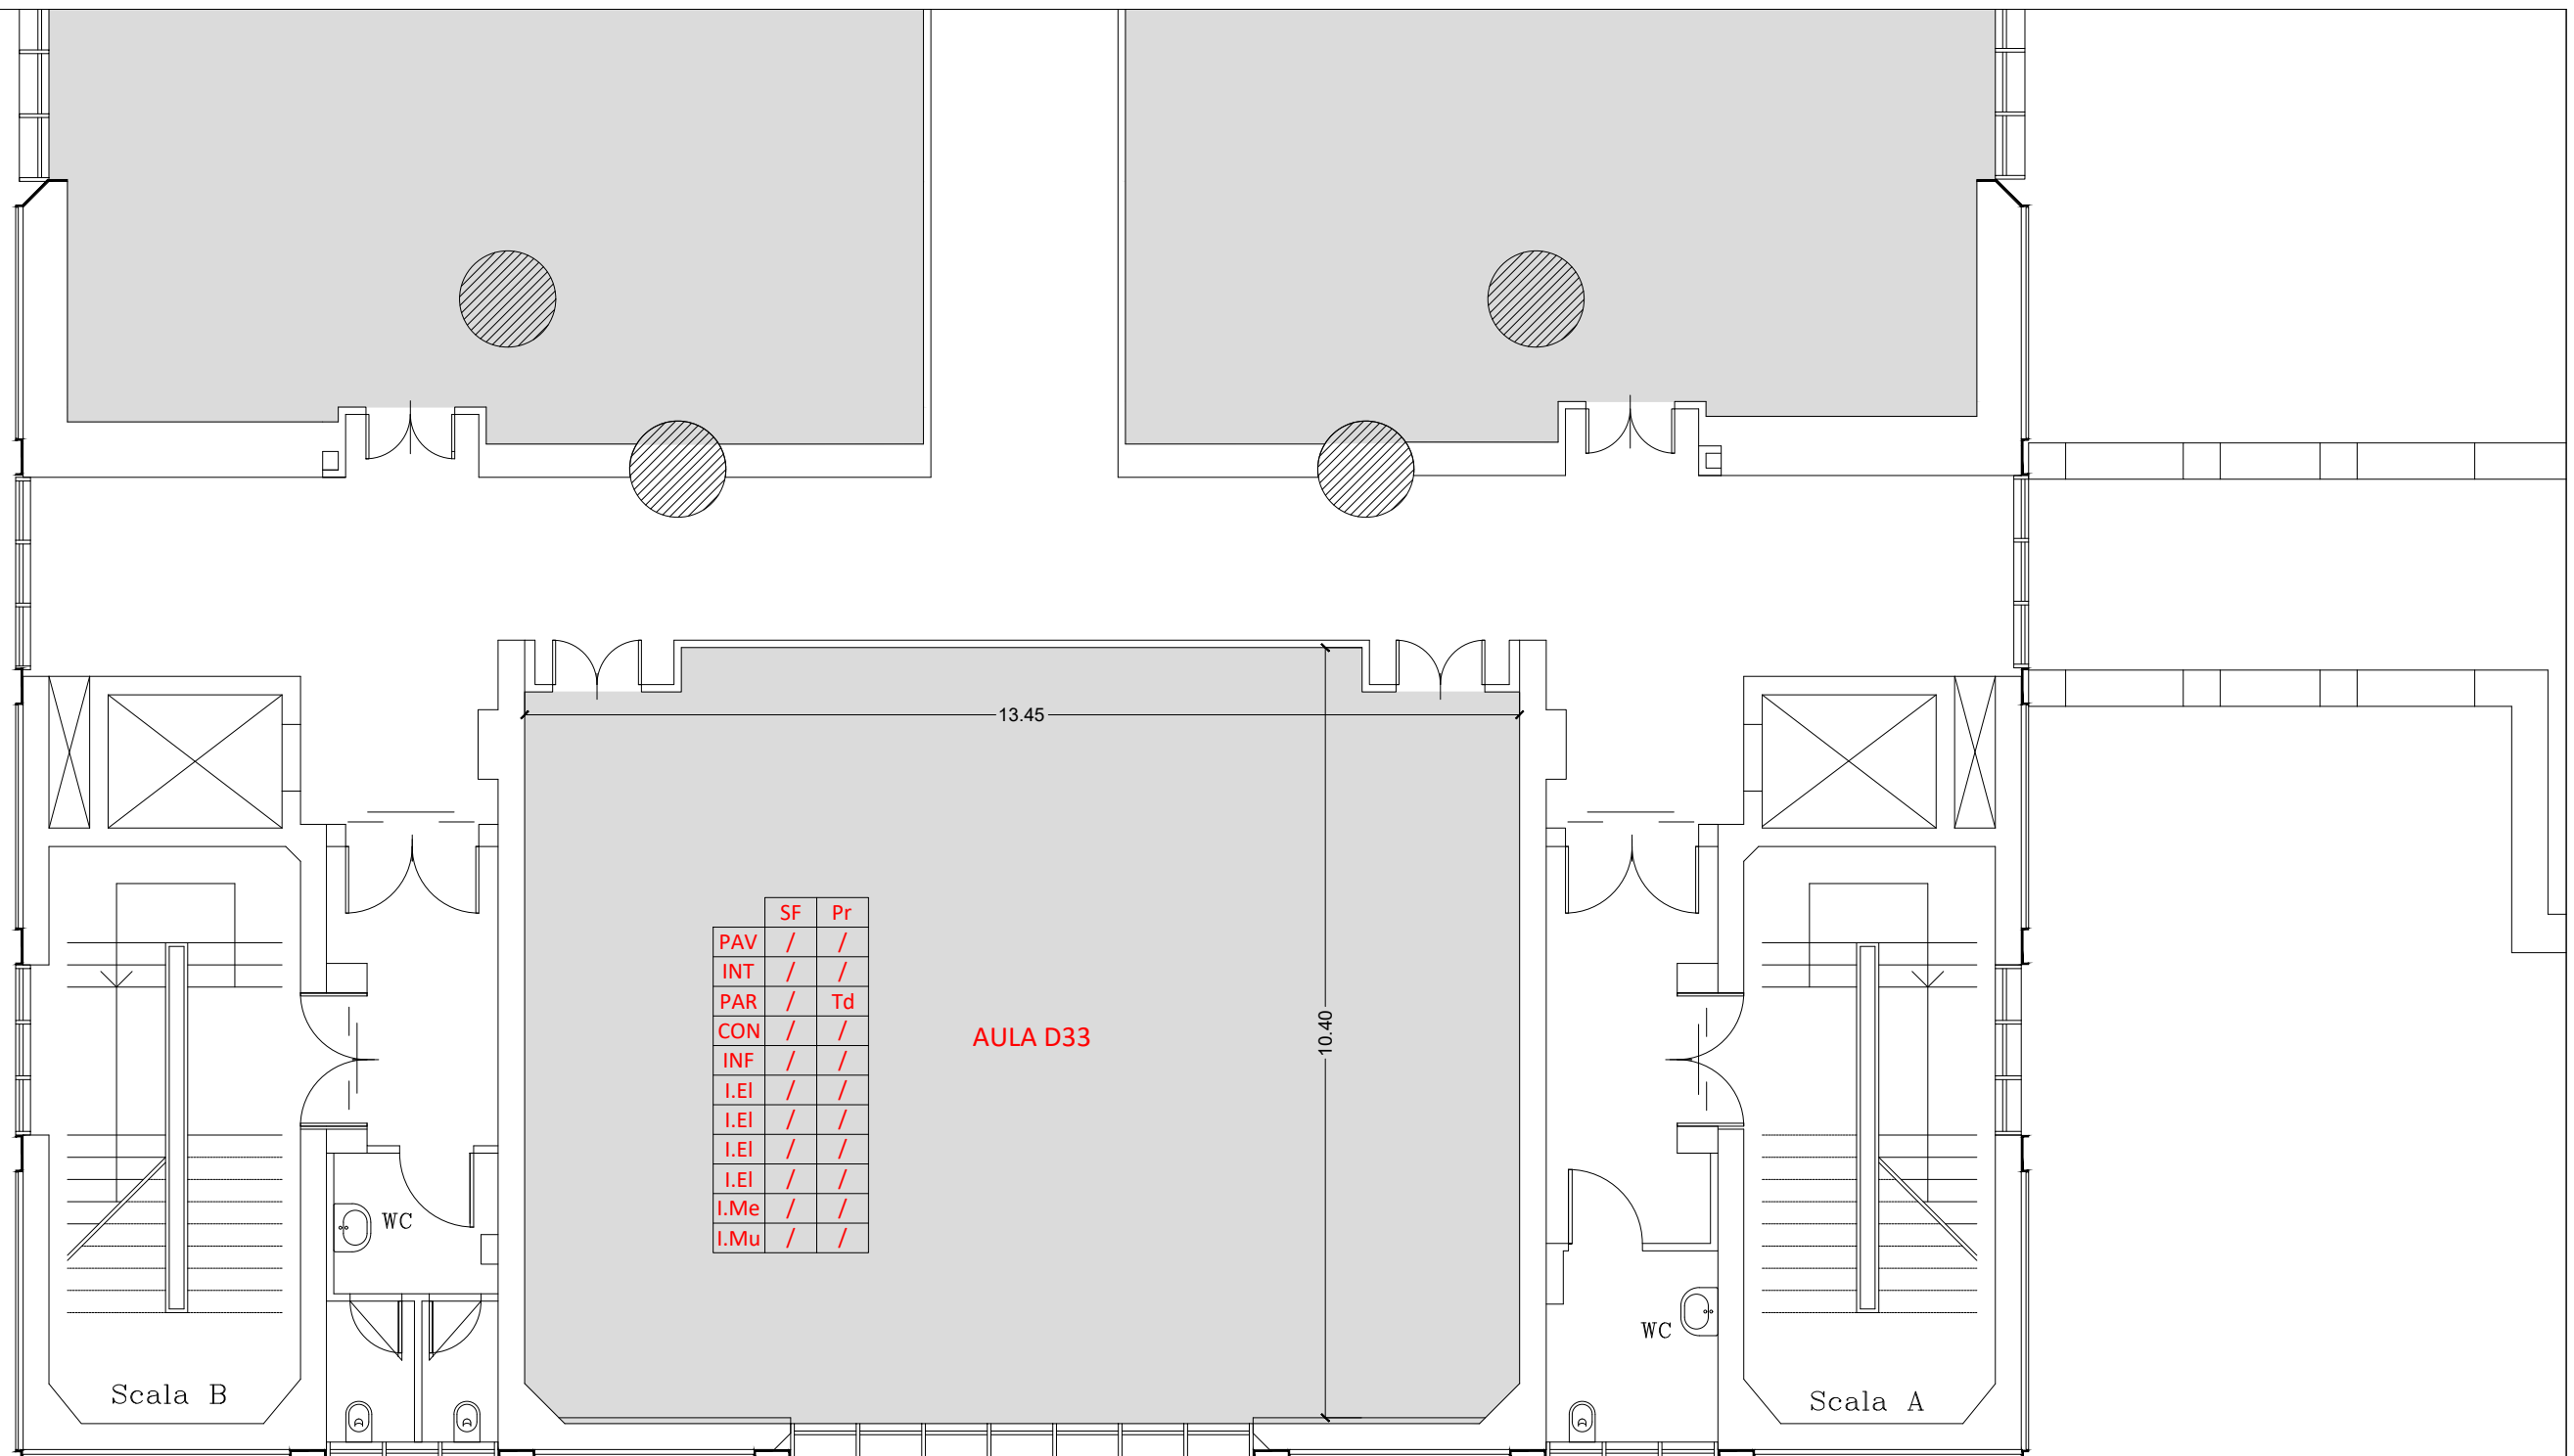 13.45
SF Pr
PAV / /
INT / /
PAR / Td
CON / /
INF / /
I.El / /
I.El / /
I.El / /
I.El / /
I.Me / /
I.Mu / /
AULA D33
10.40
WC
WC
Scala B
Scala A